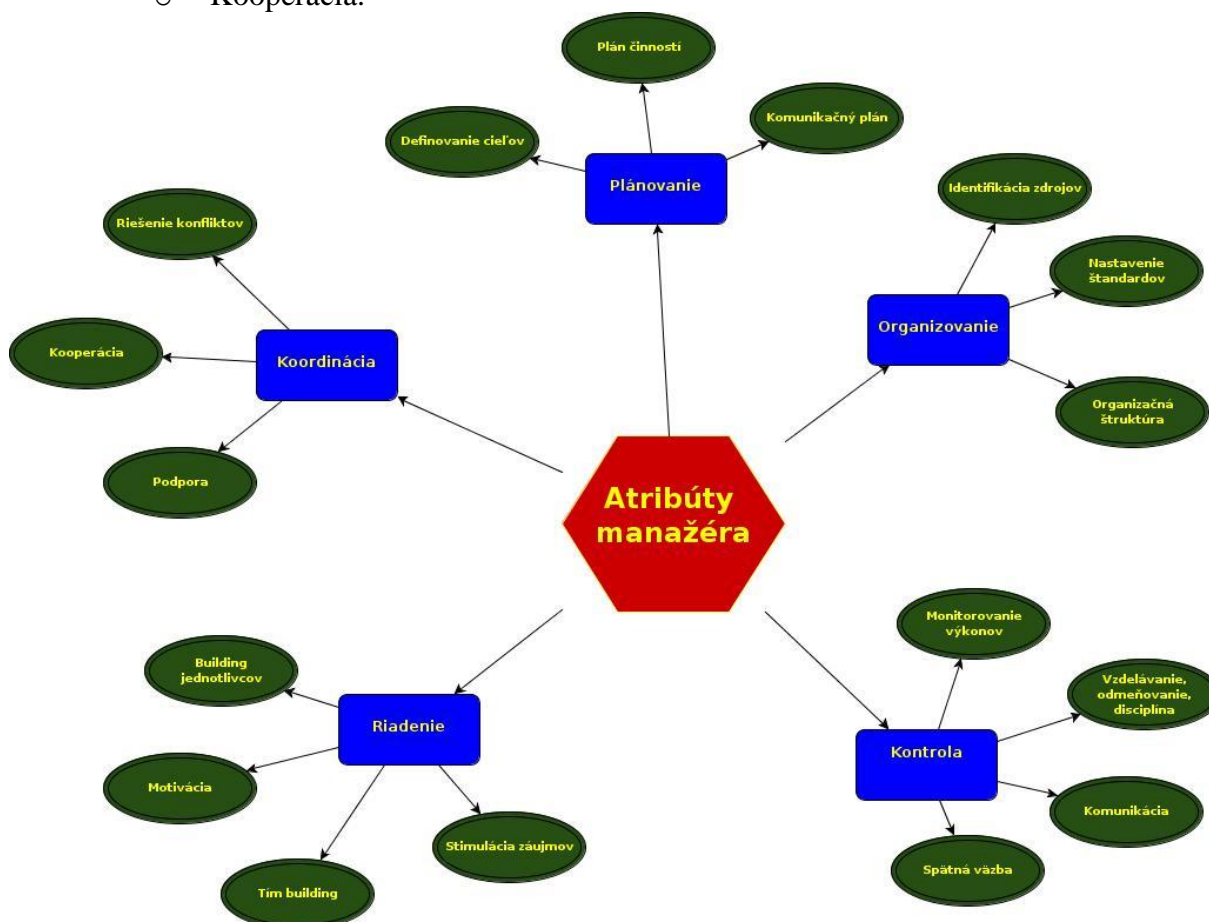 ○ Kooperácia.
Plán činností
Komunikačný plán
Definovanie cieľov
Plánovanie
Identifikácia zdrojov
Riešenie konfliktov
Nastavenie
štandardov
Organizovanie
Kooperácia
Koordinácia
Organizačná
štruktúra
Podpora
Atribúty
manažéra
Monitorovanie
výkonov
Building
jednotlivcov
Vzdelávanie,
odmeňovanie,
disciplína
Riadenie
Kontrola
Motivácia
Komunikácia
Stimulácia záujmov
Spätná väzba
Tím building